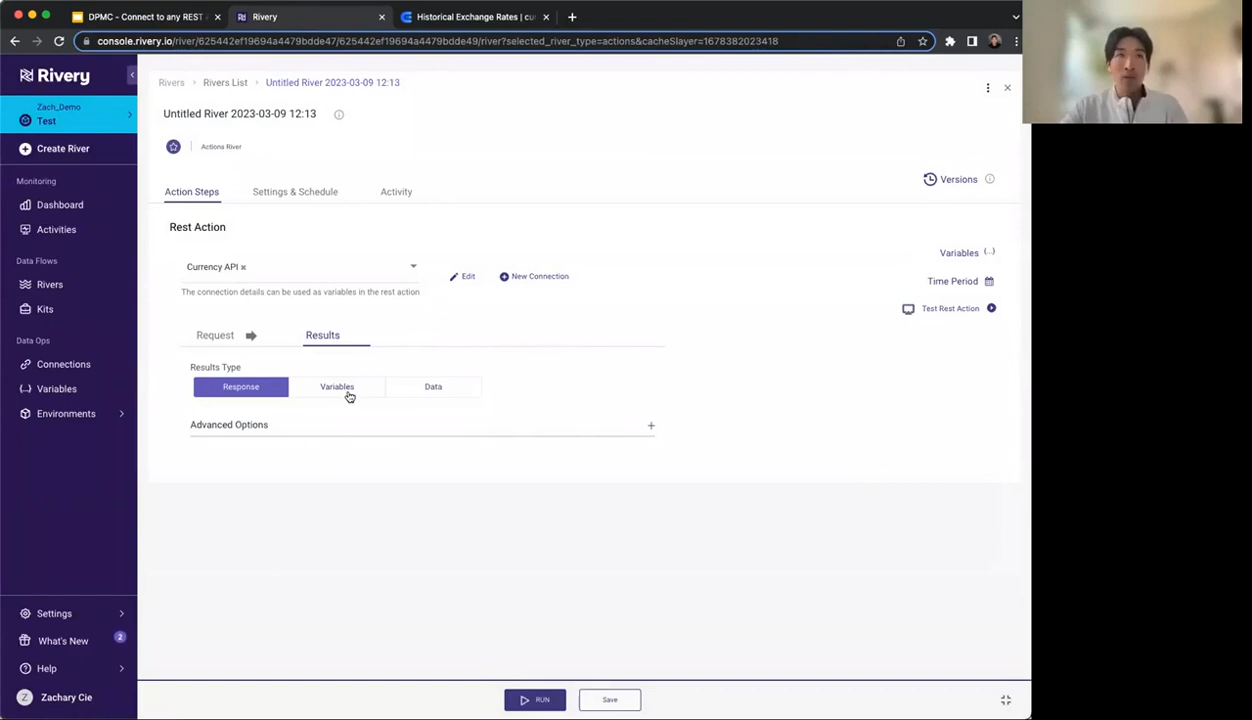 DPMC - Connect to any REST
Rivery
Historical Exchange Rates | cu
console.rivery.io/river/625442ef19694a4479bdde47/625442ef19694a4479bdde49/river?selected_river_type=actions&cacheSlayer=1678382023418
Rivery
Zach_Demo
Test
Create River
Monitoring
Dashboard
Activities
Data Flows
Rivers
Kits
Data Ops
Connections
Variables
Environments
Settings
What's New
2
Help
Z
Zachary Cie
Rivers > Rivers List > Untitled River 2023-03-09 12:13
Untitled River 2023-03-09 12:13
Actions River
Action Steps
Settings & Schedule
Activity
Versions
Rest Action
Variables
Time Period
Test Rest Action
Currency API
Edit
New Connection
The connection details can be used as variables in the rest action
Request
Results
Results Type
Response
Variables
Data
Advanced Options
RUN
Save